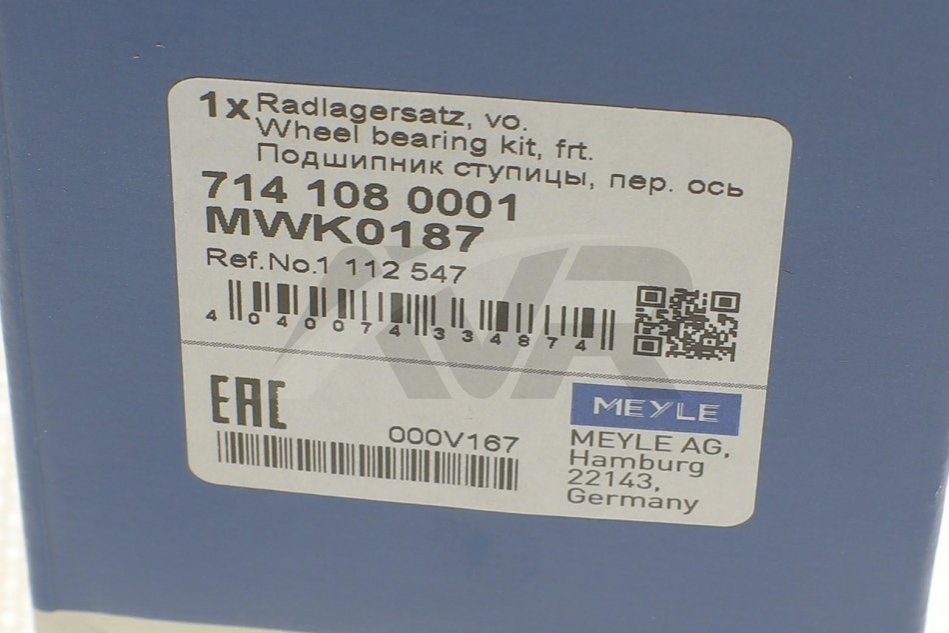 1x Radlagersatz, vo.
Wheel bearing kit, frt.
Подшипник ступицы, пер. ось
714 108 0001
MWK0187
Ref.No.1 112 547
4 040074 334874
EAC
000V167
MEYLE
MEYLE AG,
Hamburg
22143,
Germany
AVR